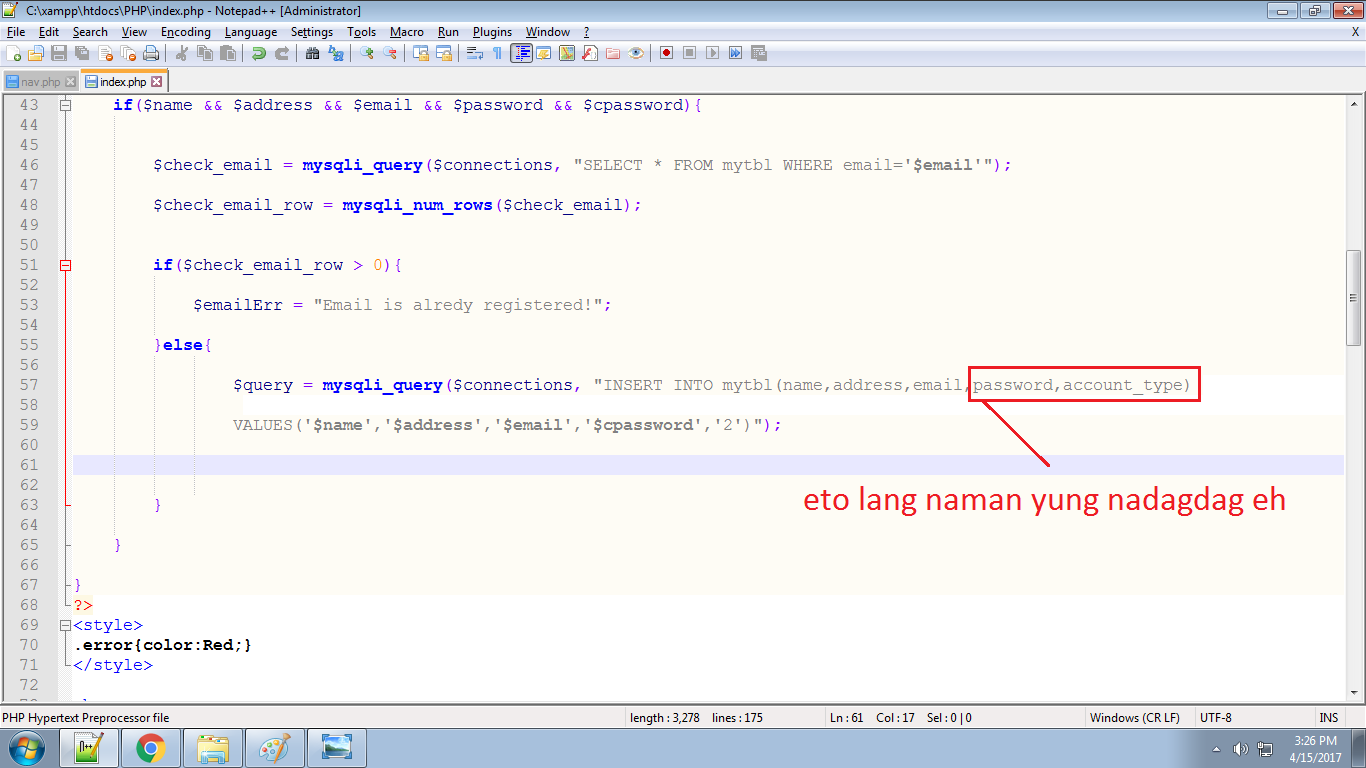 C:\xampp\htdocs\PHP\index.php - Notepad++ [Administrator]
File Edit Search View Encoding Language Settings Tools Macro Run Plugins Window ? X
nav.php index.php
43 if($name && $address && $email && $password && $cpassword){
44
45
46 $check_email = mysqli_query($connections, "SELECT * FROM mytbl WHERE email='$email'");
47
48 $check_email_row = mysqli_num_rows($check_email);
49
50
51 if($check_email_row > 0){
52
53 $emailErr = "Email is alredy registered!";
54
55 }else{
56
57 $query = mysqli_query($connections, "INSERT INTO mytbl(name,address,email,password,account_type)
58
59 VALUES('$name','$address','$email','$cpassword','2')");
60
61
62
eto lang naman yung nadagdag eh
63 }
64
65 }
66
67 }
68 ?>
69 <style>
70 .error{color:Red;}
71 </style>
72
PHP Hypertext Preprocessor file length : 3,278 lines : 175 Ln : 61 Col : 17 Sel : 0 | 0 Windows (CR LF) UTF-8 INS
3:26 PM
4/15/2017